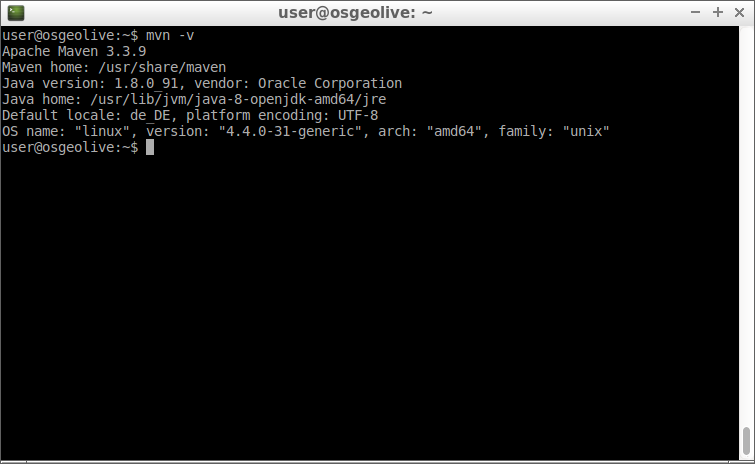 user@osgeolive: ~
user@osgeolive:~$ mvn -v
Apache Maven 3.3.9
Maven home: /usr/share/maven
Java version: 1.8.0_91, vendor: Oracle Corporation
Java home: /usr/lib/jvm/java-8-openjdk-amd64/jre
Default locale: de_DE, platform encoding: UTF-8
OS name: "linux", version: "4.4.0-31-generic", arch: "amd64", family: "unix"
user@osgeolive:~$